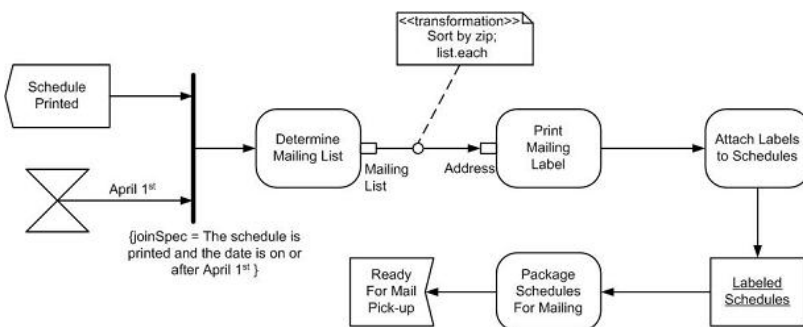 <<transformation>>
Sort by zip;
list.each
Schedule
Printed
Determine
Mailing List
Mailing
List
Address
Print
Mailing
Label
Attach Labels
to Schedules
April 1st
{joinSpec = The schedule is
printed and the date is on or
after April 1st }
Ready
For Mail
Pick-up
Package
Schedules
For Mailing
Labeled
Schedules